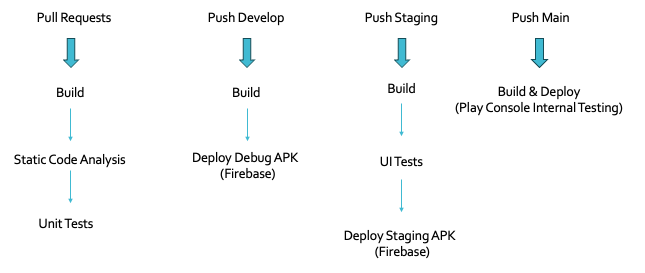 Pull Requests
Build
Static Code Analysis
Unit Tests
Push Develop
Build
Deploy Debug APK
(Firebase)
Push Staging
Build
UI Tests
Deploy Staging APK
(Firebase)
Push Main
Build & Deploy
(Play Console Internal Testing)